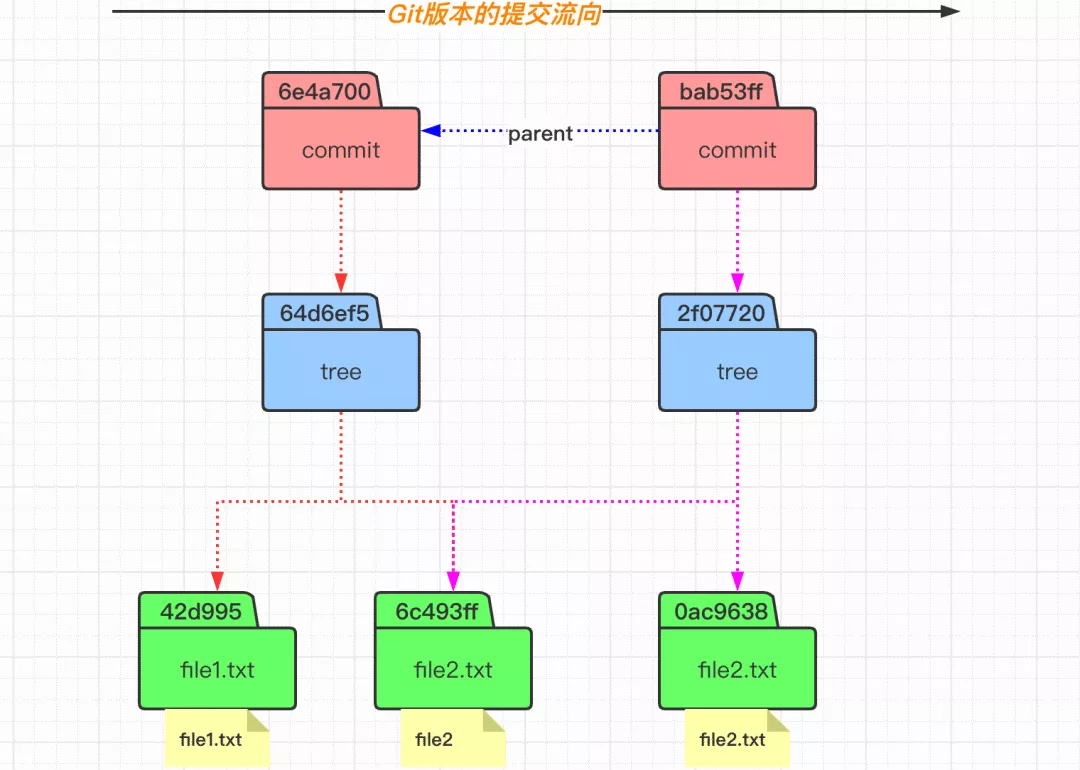 Git版本的提交流向
6e4a700
bab53ff
commit
parent
commit
64d6ef5
2f07720
tree
tree
42d995
6c493ff
0ac9638
file1.txt
file2.txt
file2.txt
file1.txt
file2
file2.txt